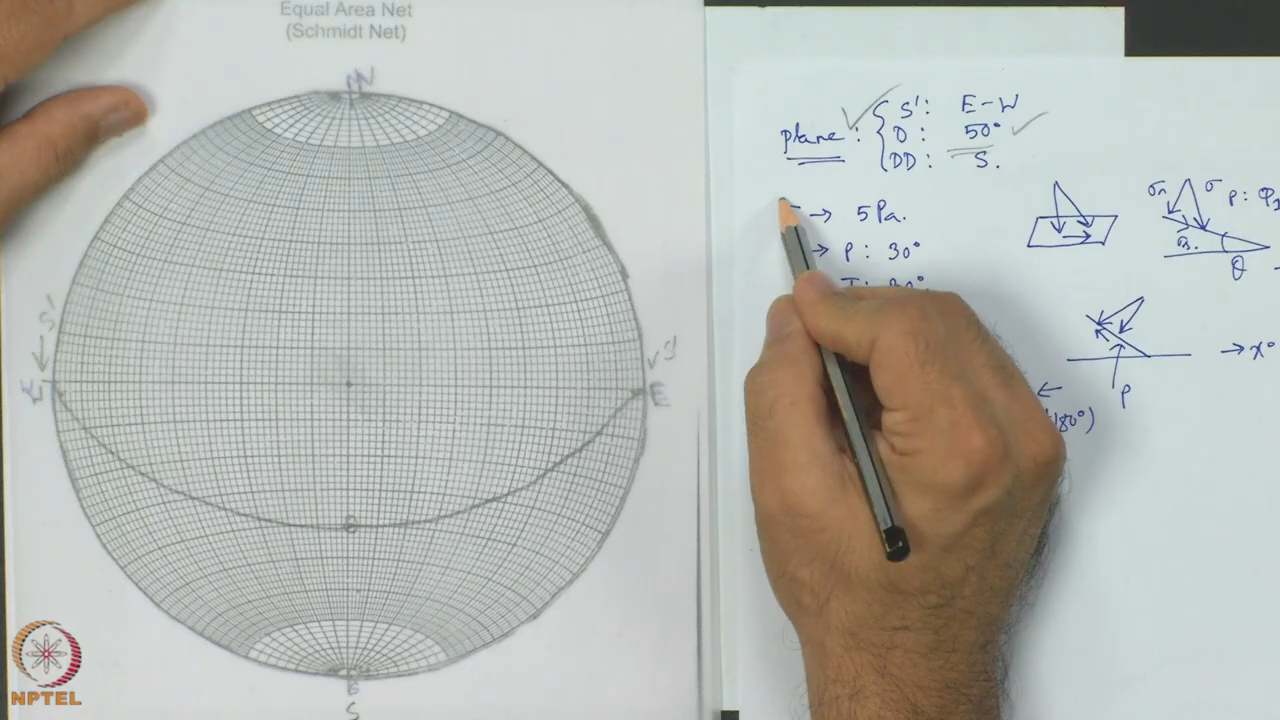 Equal Area Net
(Schmidt Net)
N
S'
E
S'
S
plane : S' : E-W
D : 50°
DD : S.
→ 5 Pa.
→ P : 30°
σn σ P :
θ
→ x°
P
180°)
NPTEL